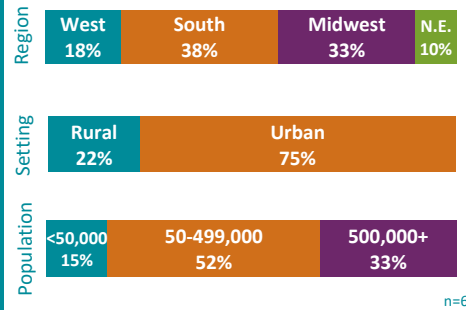 Region
West South Midwest N.E.
18% 38% 33% 10%
Setting
Rural Urban
22% 75%
Population
<50,000 50-499,000 500,000+
15% 52% 33%
n=6